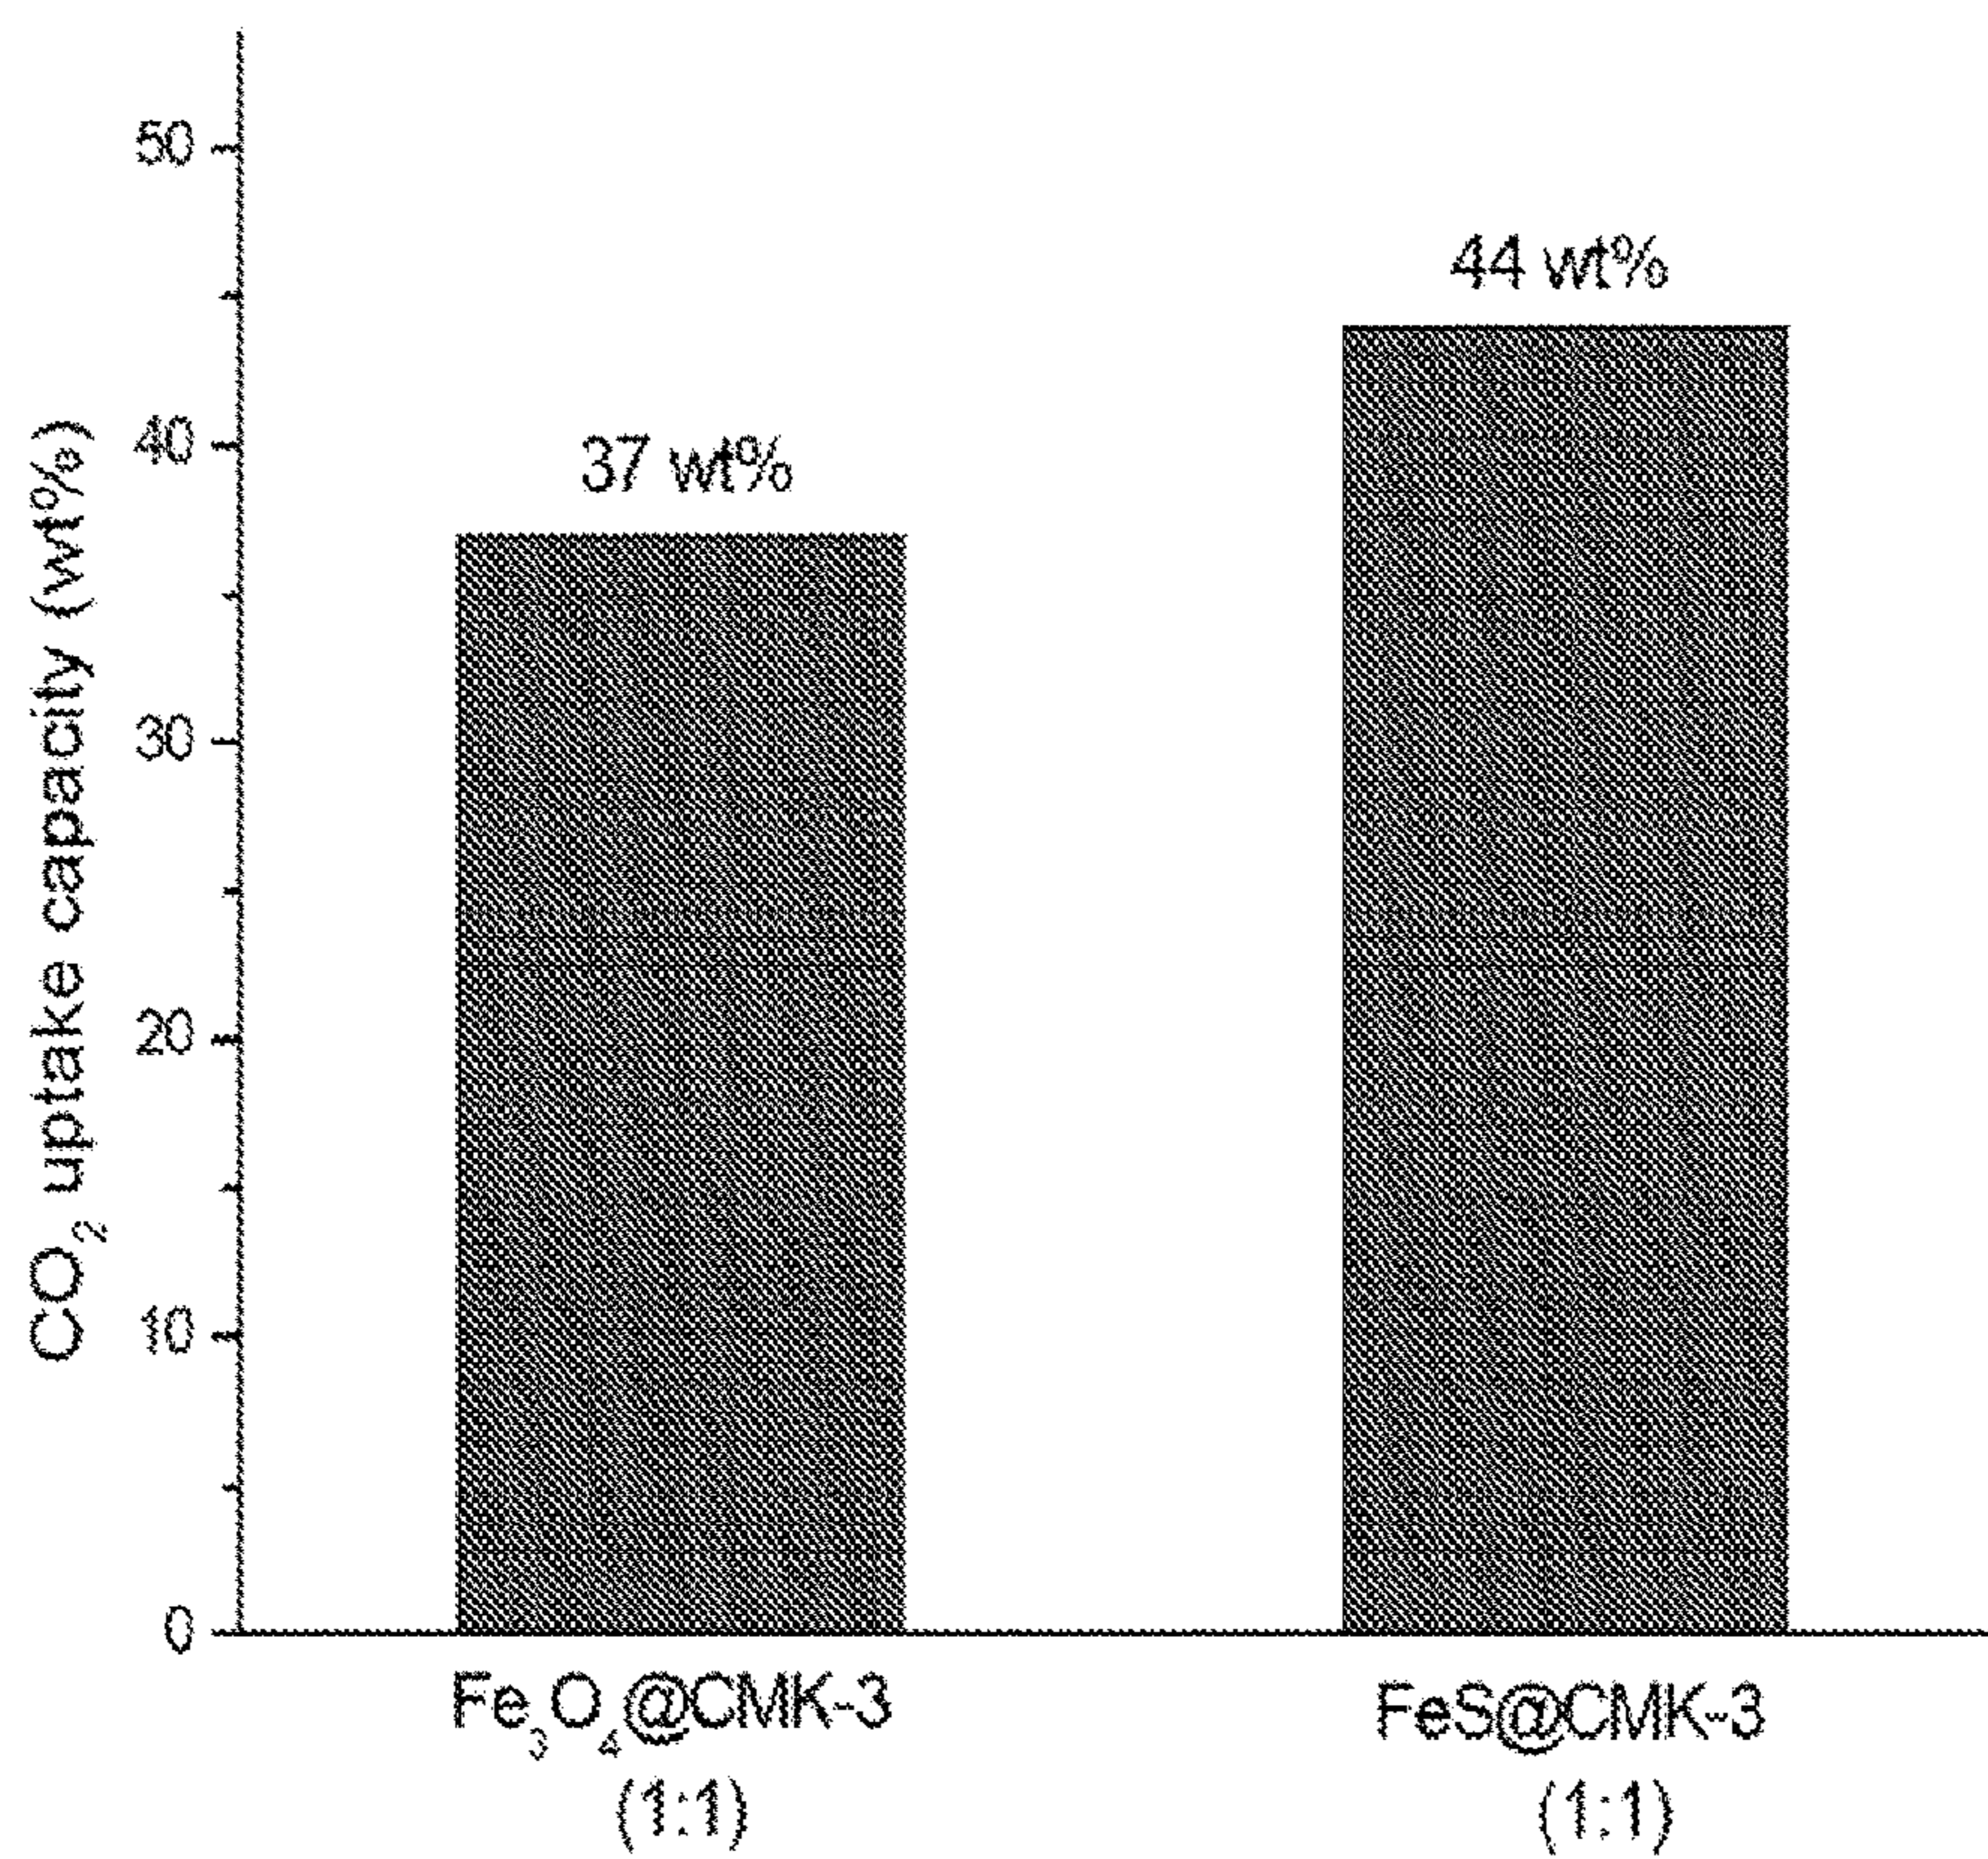 CO₂ uptake capacity (wt%)
50
40
30
20
10
0
37 wt%
44 wt%
Fe₃O₄@CMK-3
(1:1)
FeS@CMK-3
(1:1)